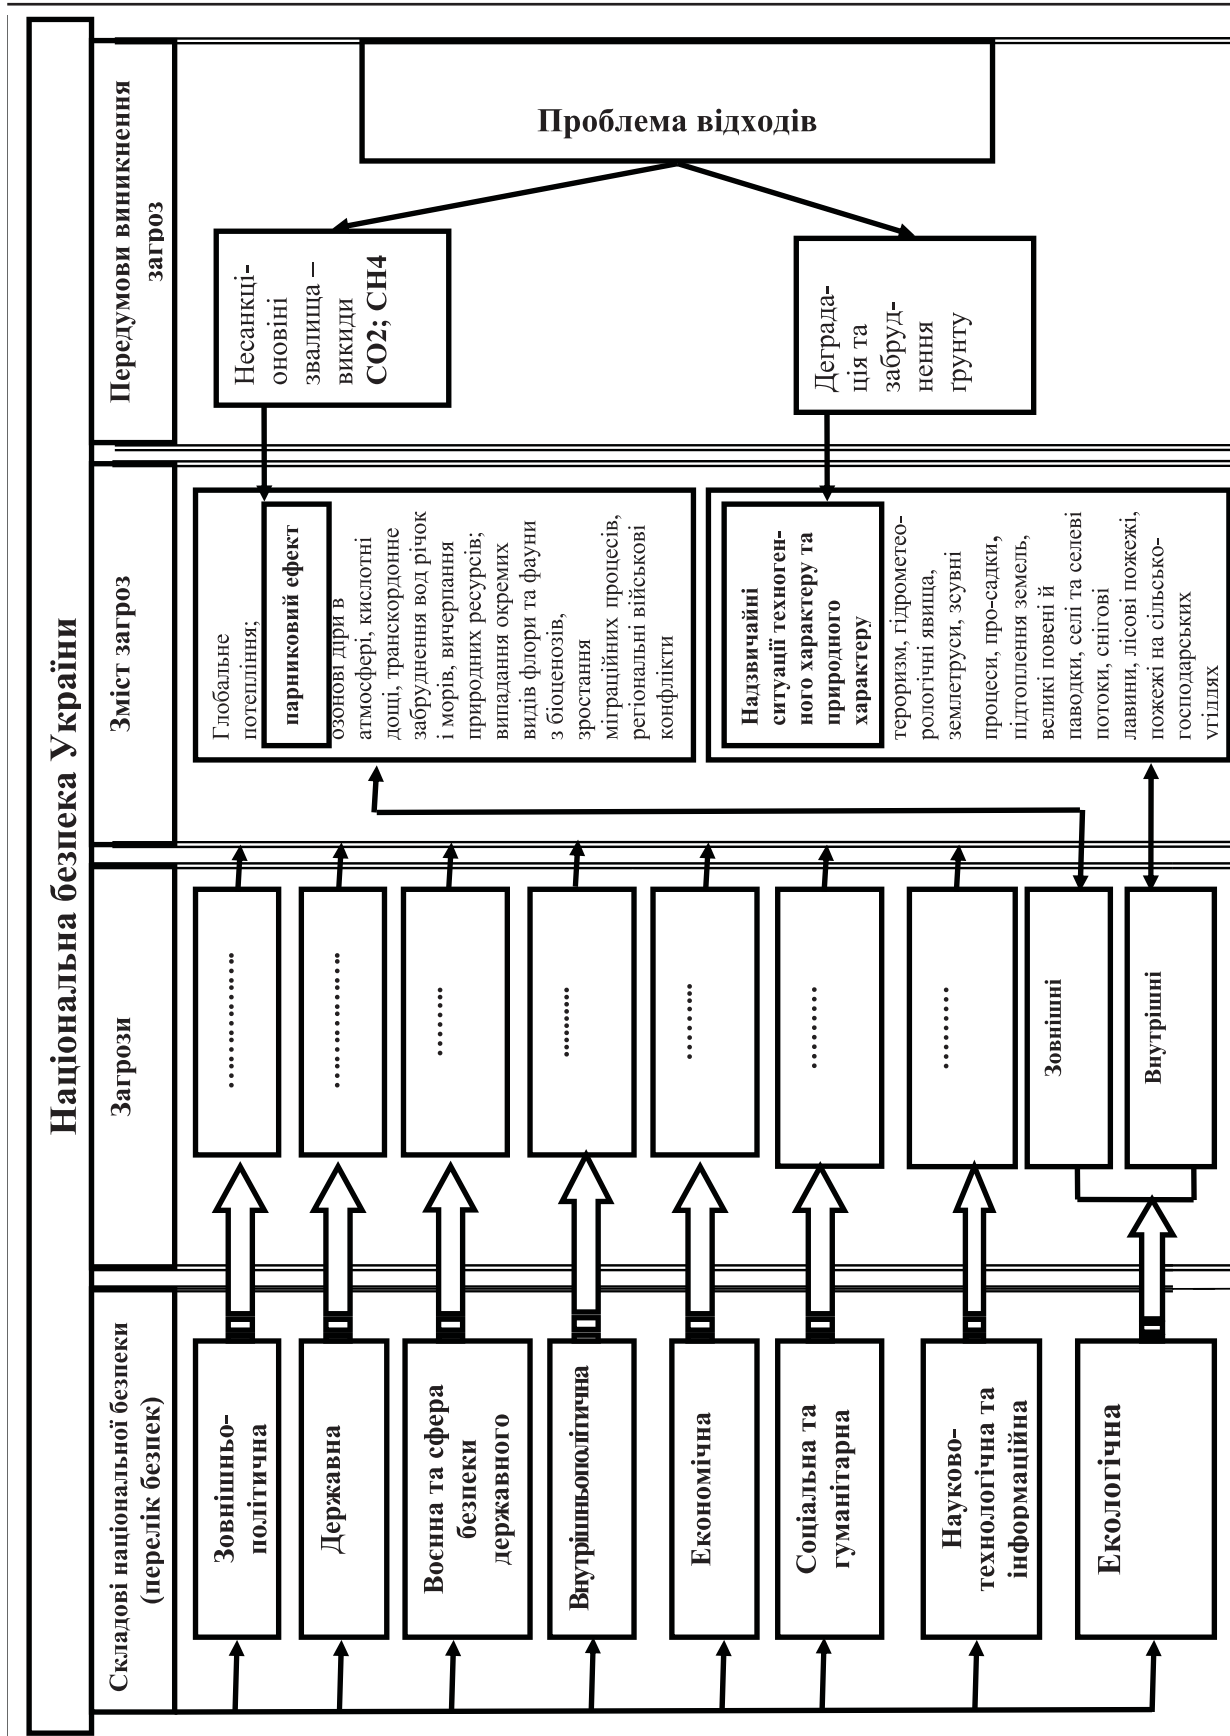 Національна безпека України
Складові національної безпеки
(перелік безпек)
Загрози
Зміст загроз
Передумови виникнення
загроз
Зовнішньо-
політична
Державна
Воєнна та сфера
безпеки
державного
Внутрішньополітична
Економічна
Соціальна та
гуманітарна
Науково-
технологічна та
інформаційна
Екологічна
……………..
……………..
……..
..........
………
………
………
Зовнішні
Внутрішні
Глобальне
потепління;
парниковий ефект
озонові діри в
атмосфері, кислотні
дощі, транскордонне
забруднення вод річок
і морів, вичерпання
природних ресурсів;
випадання окремих
видів флори та фауни
з біоценозів,
зростання
міграційних процесів,
регіональні військові
конфлікти
Надзвичайні
ситуації техноген-
ного характеру та
природного
характеру
тероризм, гідрометео-
рологічні явища,
землетруси, зсувні
процеси, про-садки,
підтоплення земель,
великі повені й
паводки, селі та селеві
потоки, снігові
лавини, лісові пожежі,
пожежі на сільсько-
господарських
угіддях
Несанкці-
оновіні
звалища –
викиди
СО2; СН4
Деграда-
ція та
забруд-
нення
ґрунту
Проблема відходів